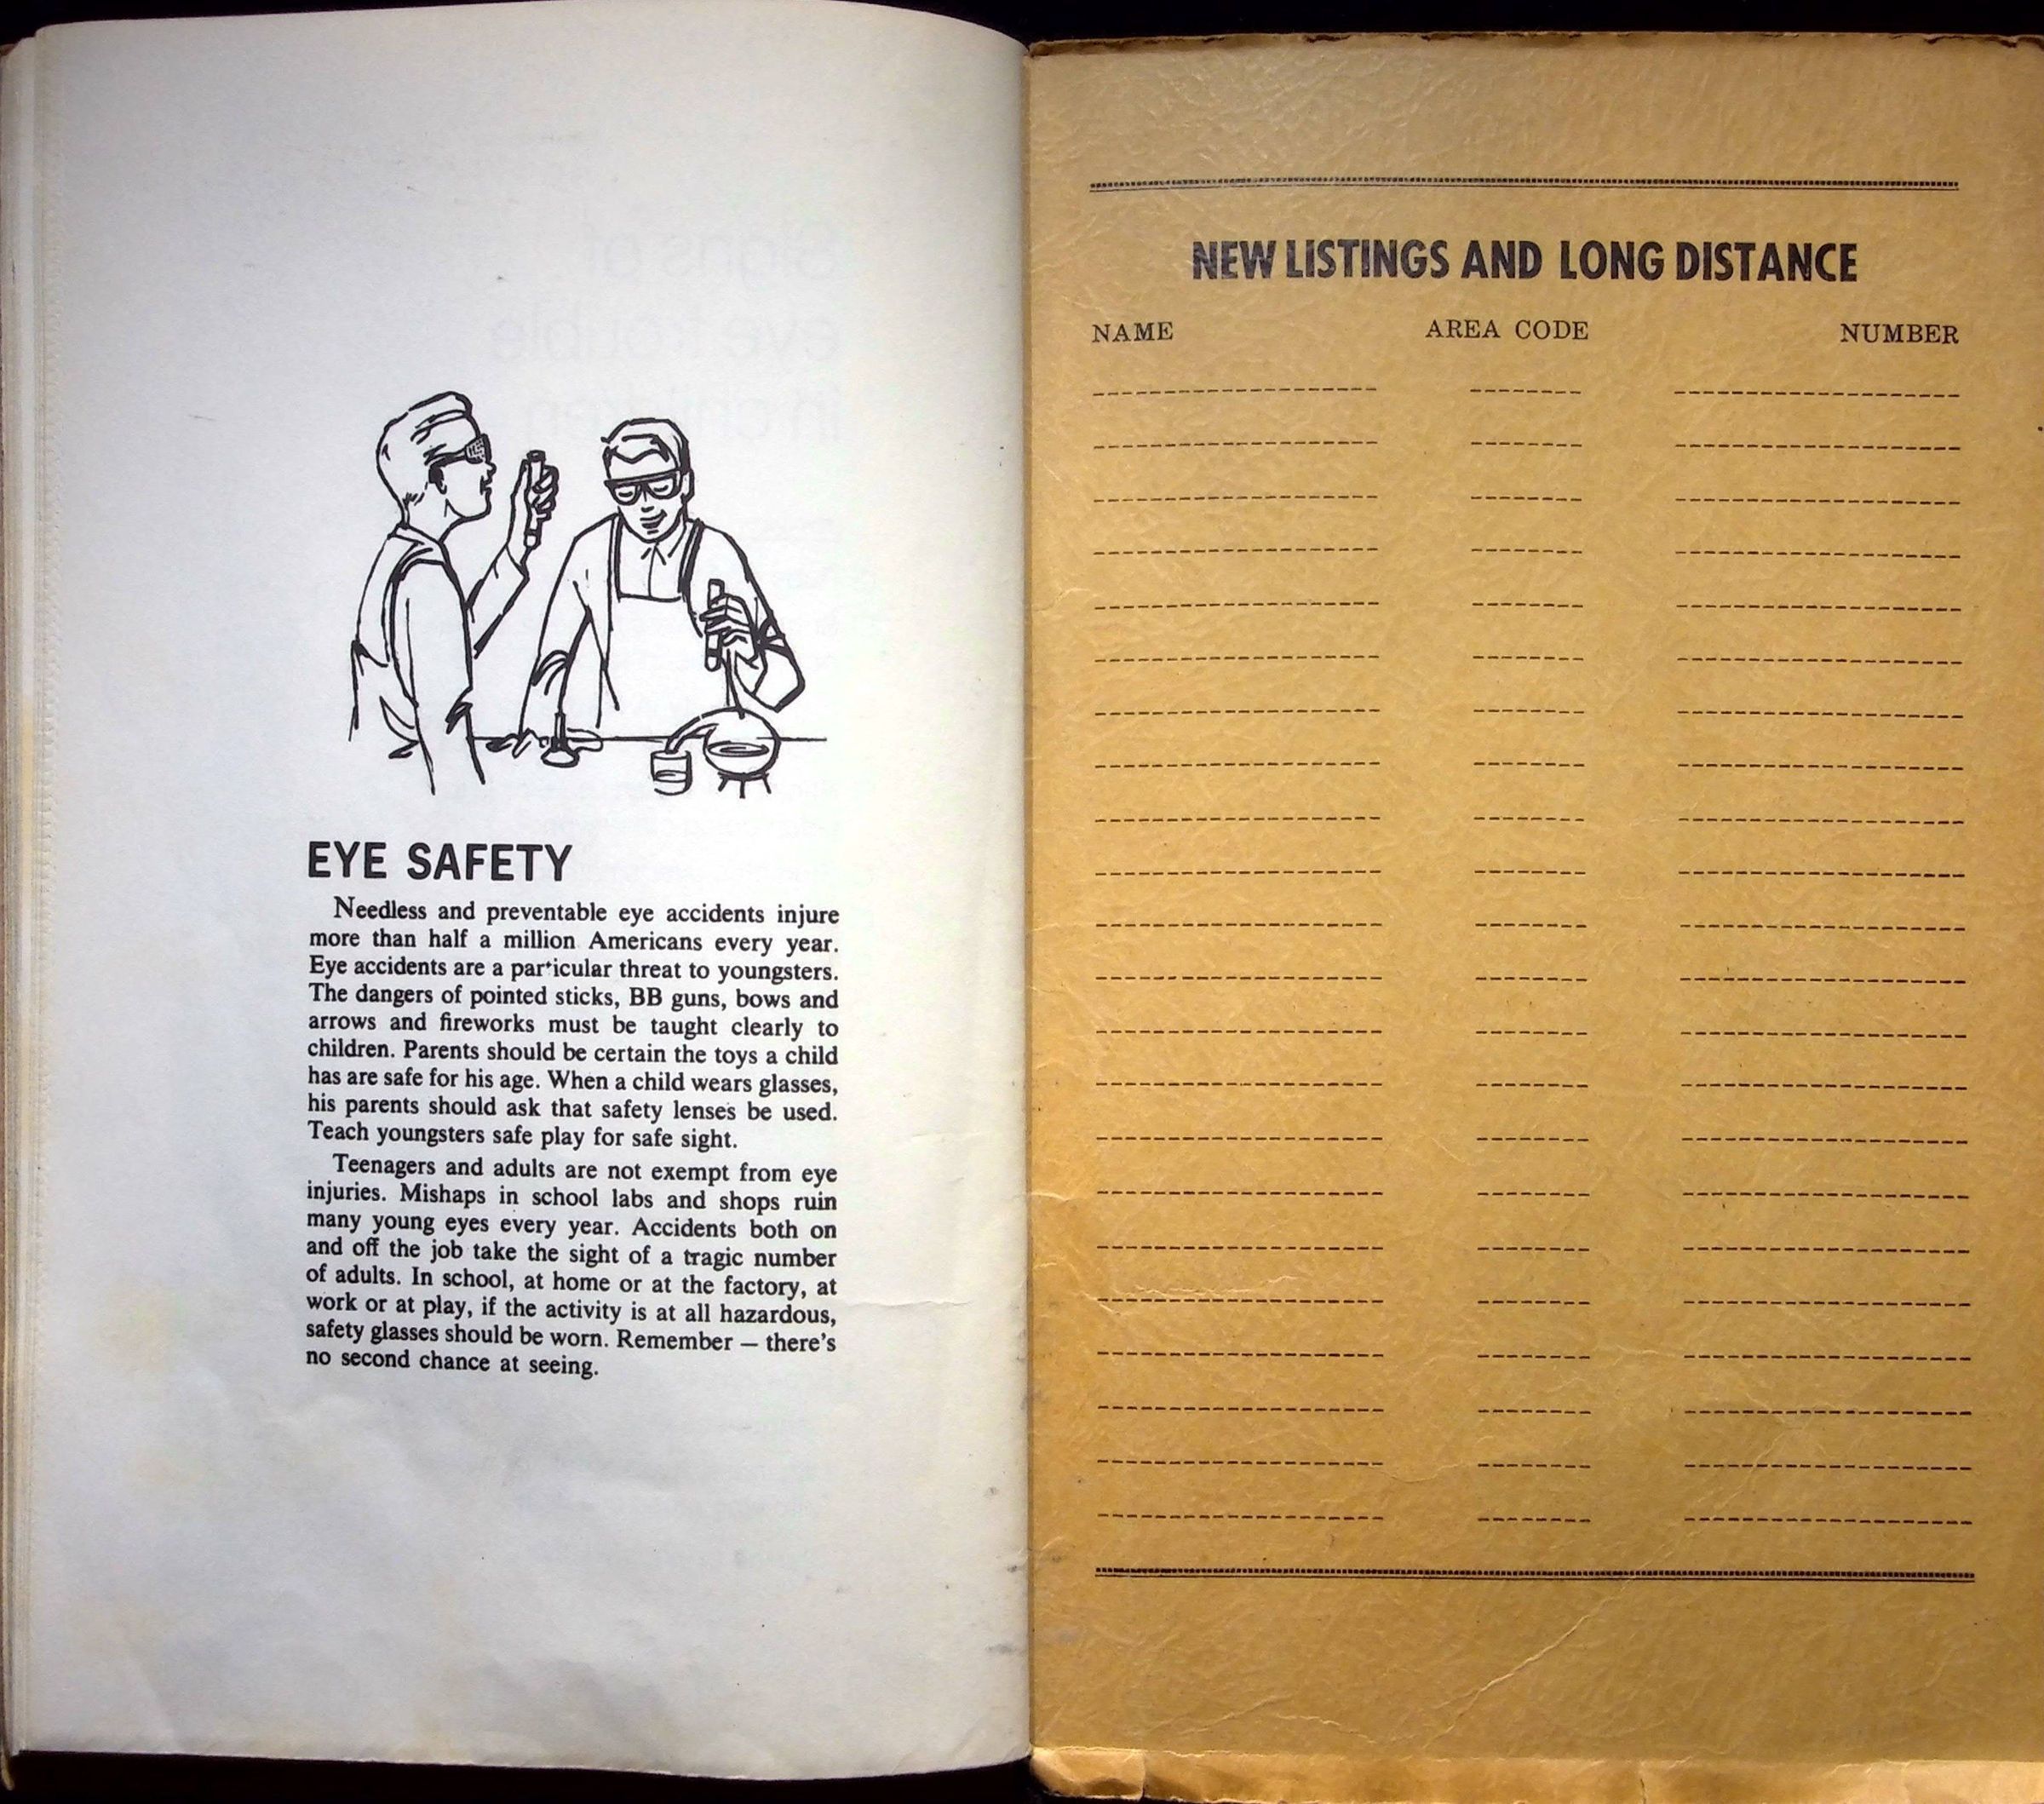 EYE SAFETY
Needless and preventable eye accidents injure
more than half a million Americans every year.
Eye accidents are a particular threat to youngsters.
The dangers of pointed sticks, BB guns, bows and
arrows and fireworks must be taught clearly to
children. Parents should be certain the toys a child
has are safe for his age. When a child wears glasses,
his parents should ask that safety lenses be used.
Teach youngsters safe play for safe sight.
Teenagers and adults are not exempt from eye
injuries. Mishaps in school labs and shops ruin
many young eyes every year. Accidents both on
and off the job take the sight of a tragic number
of adults. In school, at home or at the factory, at
work or at play, if the activity is at all hazardous,
safety glasses should be worn. Remember — there's
no second chance at seeing.
NEW LISTINGS AND LONG DISTANCE
NAME AREA CODE NUMBER